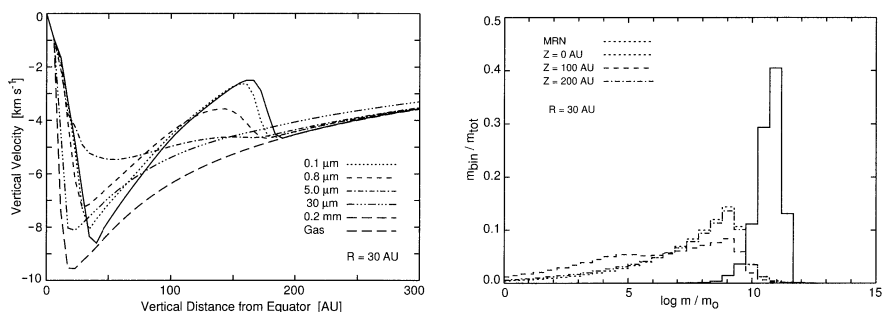 0
−2
−4
−6
−8
−10
Vertical Velocity [km s⁻¹]
0.1 μm
0.8 μm
5.0 μm
30 μm
0.2 mm
Gas
R = 30 AU
0 100 200 300
Vertical Distance from Equator [AU]
0.5
0.4
0.3
0.2
0.1
0.0
m_bin / m_tot
MRN
Z = 0 AU
Z = 100 AU
Z = 200 AU
R = 30 AU
0 5 10 15
log m / m_o